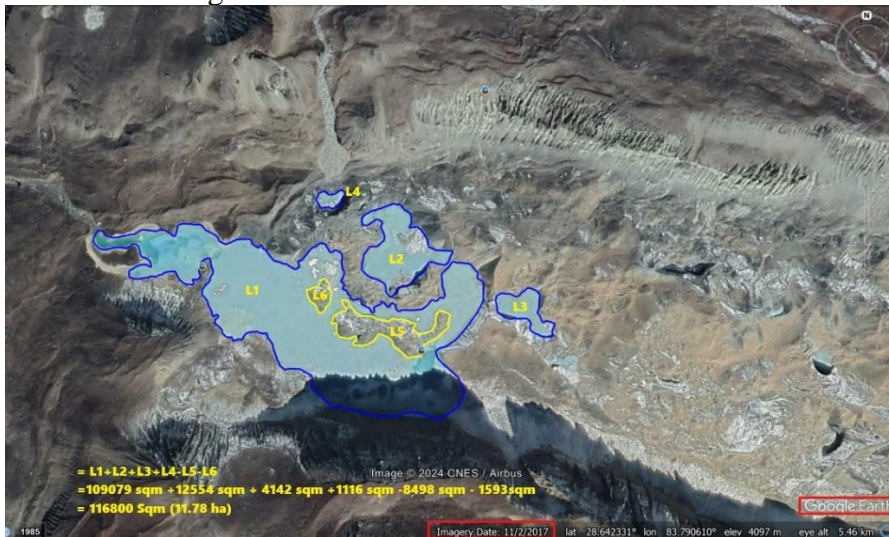 N
L4
L2
L1
L6
L3
L5
= L1+L2+L3+L4-L5-L6
=109079 sqm +12554 sqm + 4142 sqm +1116 sqm -8498 sqm - 1593sqm
= 116800 Sqm (11.78 ha)
Image © 2024 CNES / Airbus
Google Earth
1985
Imagery Date: 11/2/2017 lat 28.642331° lon 83.790610° elev 4097 m eye alt 5.46 km